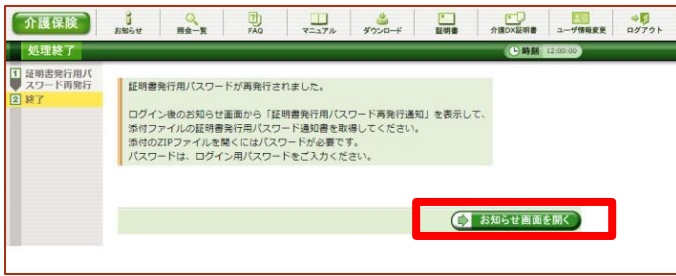 介護保険
お知らせ
照会一覧
FAQ
マニュアル
ダウンロード
証明書
介護DX証明書
ユーザ情報変更
ログアウト
処理終了
時刻 12:00:00
1 証明書発行用パ
スワード再発行
2 終了
証明書発行用パスワードが再発行されました。
ログイン後のお知らせ画面から「証明書発行用パスワード再発行通知」を表示して、
添付ファイルの証明書発行用パスワード通知書を取得してください。
添付のZIPファイルを開くにはパスワードが必要です。
パスワードは、ログイン用パスワードをご入力ください。
お知らせ画面を開く